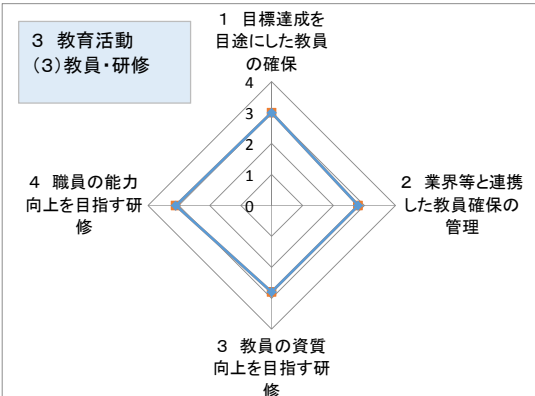 3 教育活動
(3)教員・研修
1 目標達成を
目途にした教員
の確保
4
3
2
1
0
4 職員の能力
向上を目指す研
修
2 業界等と連携
した教員確保の
管理
3 教員の資質
向上を目指す研
修